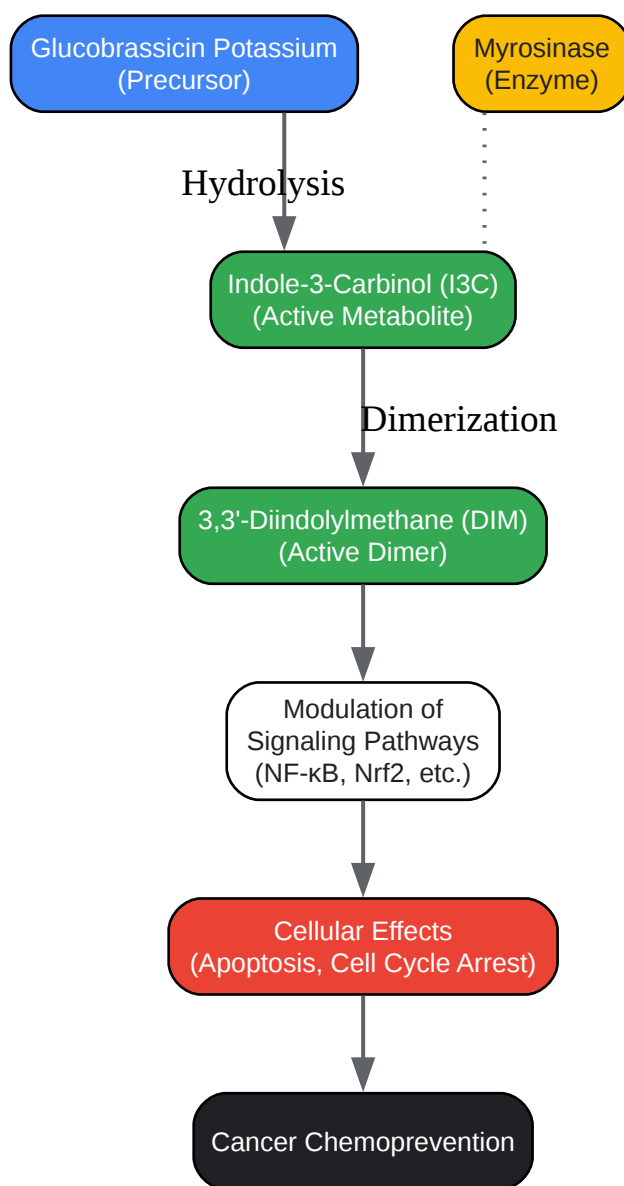 Glucobrassicin Potassium
(Precursor)
Myrosinase
(Enzyme)
Hydrolysis
Indole-3-Carbinol (I3C)
(Active Metabolite)
Dimerization
3,3'-Diindolylmethane (DIM)
(Active Dimer)
Modulation of
Signaling Pathways
(NF-κB, Nrf2, etc.)
Cellular Effects
(Apoptosis, Cell Cycle Arrest)
Cancer Chemoprevention